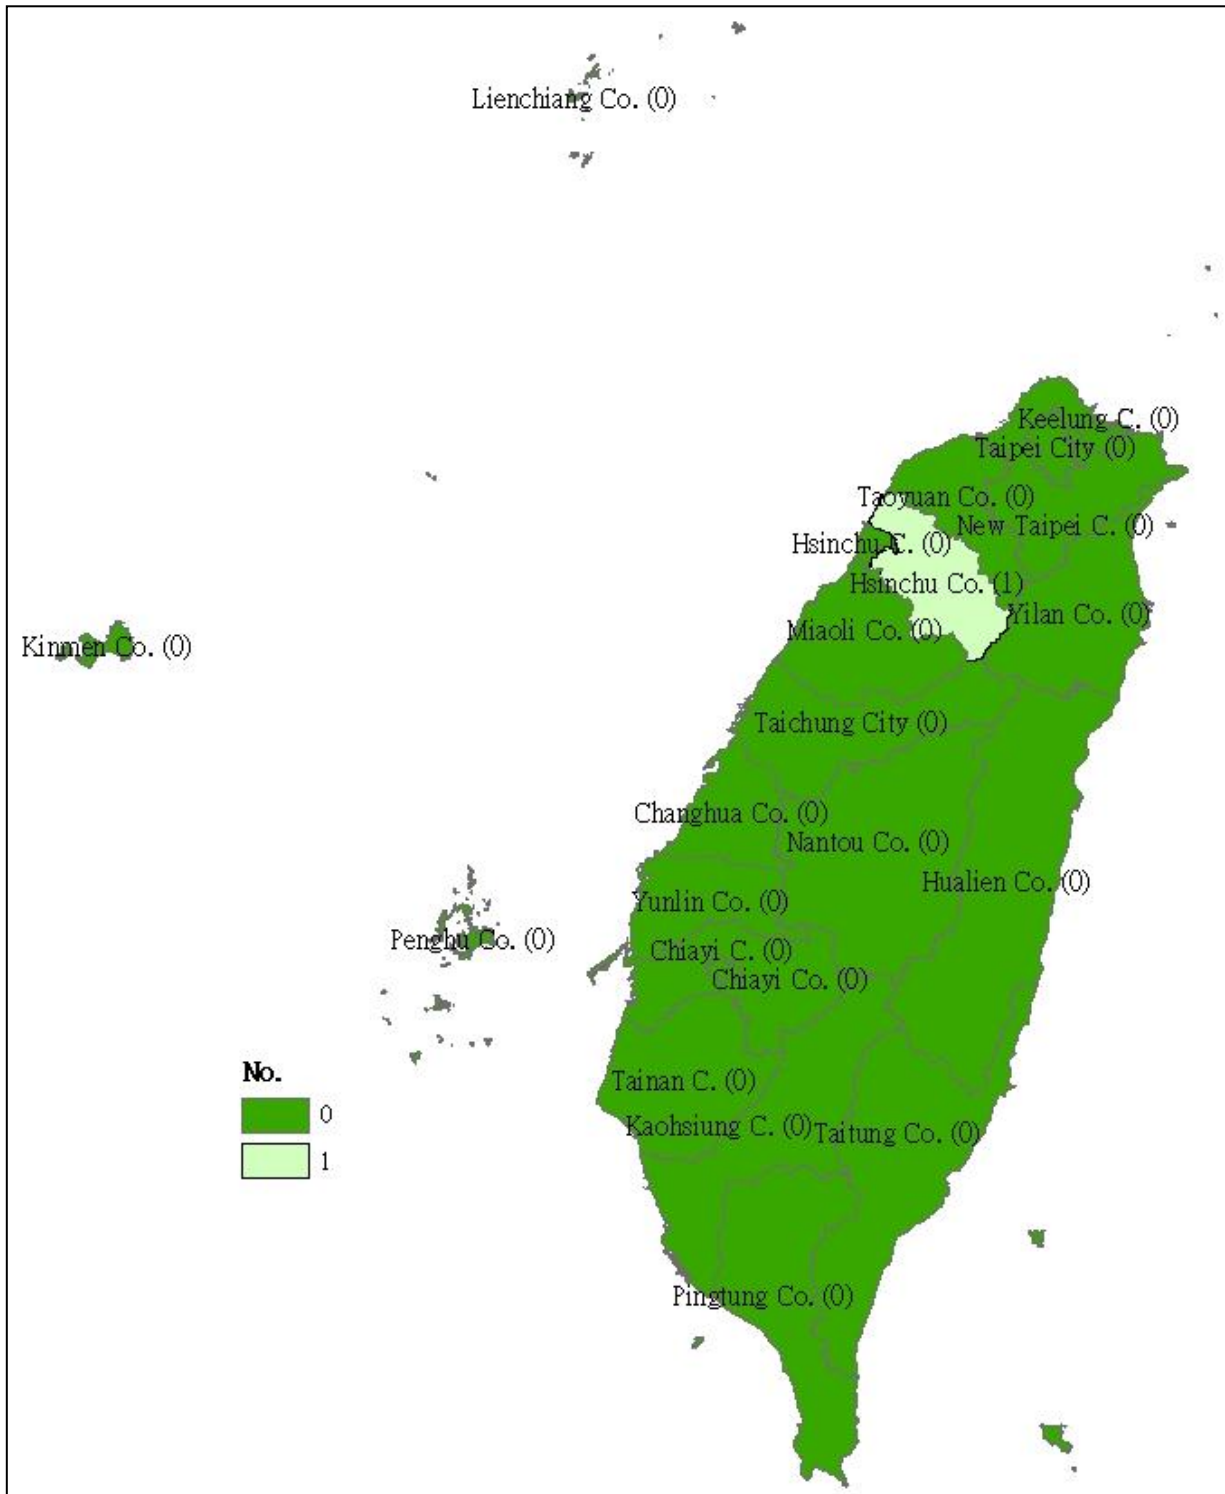 Lienchiang Co. (0)
Keelung C. (0)
Taipei City (0)
Taoyuan Co. (0)
New Taipei C. (0)
Hsinchu C. (0)
Hsinchu Co. (1)
Yilan Co. (0)
Miaoli Co. (0)
Kinmen Co. (0)
Taichung City (0)
Changhua Co. (0)
Nantou Co. (0)
Hualien Co. (0)
Yunlin Co. (0)
Penghu Co. (0)
Chiayi C. (0)
Chiayi Co. (0)
No.
0
1
Tainan C. (0)
Kaohsiung C. (0)
Taitung Co. (0)
Pingtung Co. (0)